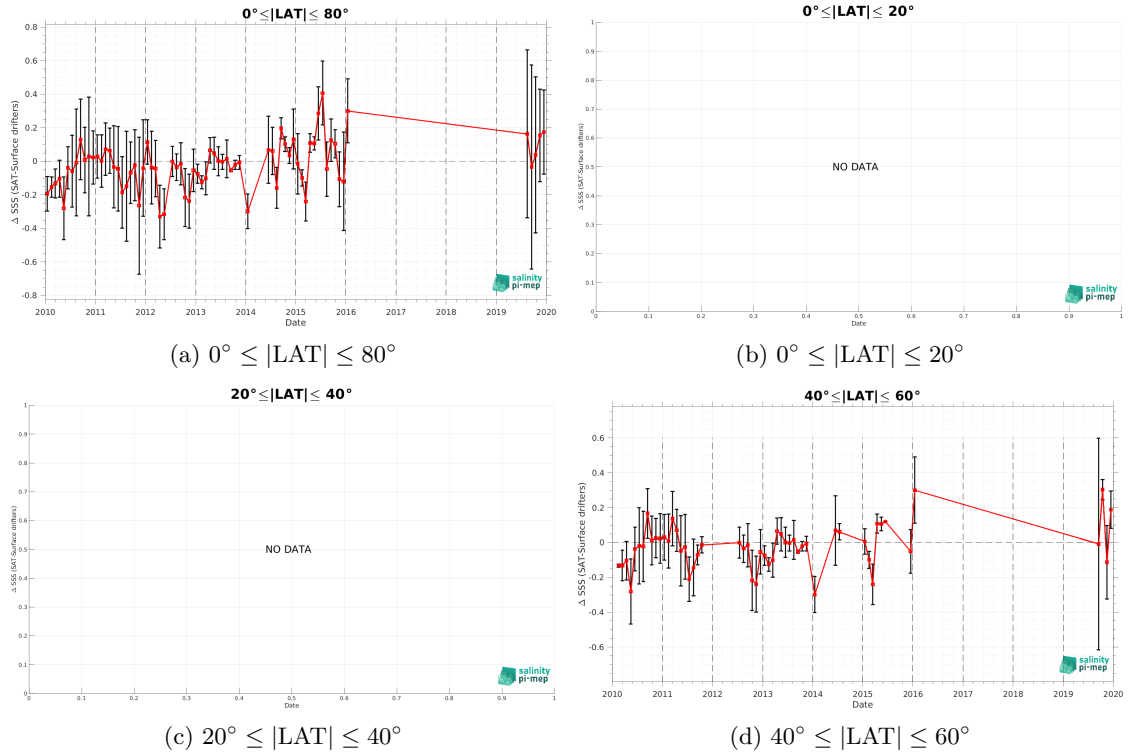 0°≤|LAT|≤ 80°
Δ SSS (SAT-Surface drifters)
0.8
0.6
0.4
0.2
0
-0.2
-0.4
-0.6
-0.8
2010 2011 2012 2013 2014 2015 2016 2017 2018 2019 2020
Date
salinity
pi-mep
(a) 0° ≤ |LAT| ≤ 80°
0°≤|LAT|≤ 20°
Δ SSS (SAT-Surface drifters)
1
0.9
0.8
0.7
0.6
0.5
0.4
0.3
0.2
0.1
0
NO DATA
0 0.1 0.2 0.3 0.4 0.5 0.6 0.7 0.8 0.9 1
Date
salinity
pi-mep
(b) 0° ≤ |LAT| ≤ 20°
20°≤|LAT|≤ 40°
Δ SSS (SAT-Surface drifters)
1
0.9
0.8
0.7
0.6
0.5
0.4
0.3
0.2
0.1
0
NO DATA
0 0.1 0.2 0.3 0.4 0.5 0.6 0.7 0.8 0.9 1
Date
salinity
pi-mep
(c) 20° ≤ |LAT| ≤ 40°
40°≤|LAT|≤ 60°
Δ SSS (SAT-Surface drifters)
0.6
0.4
0.2
0
-0.2
-0.4
-0.6
2010 2011 2012 2013 2014 2015 2016 2017 2018 2019 2020
Date
salinity
pi-mep
(d) 40° ≤ |LAT| ≤ 60°